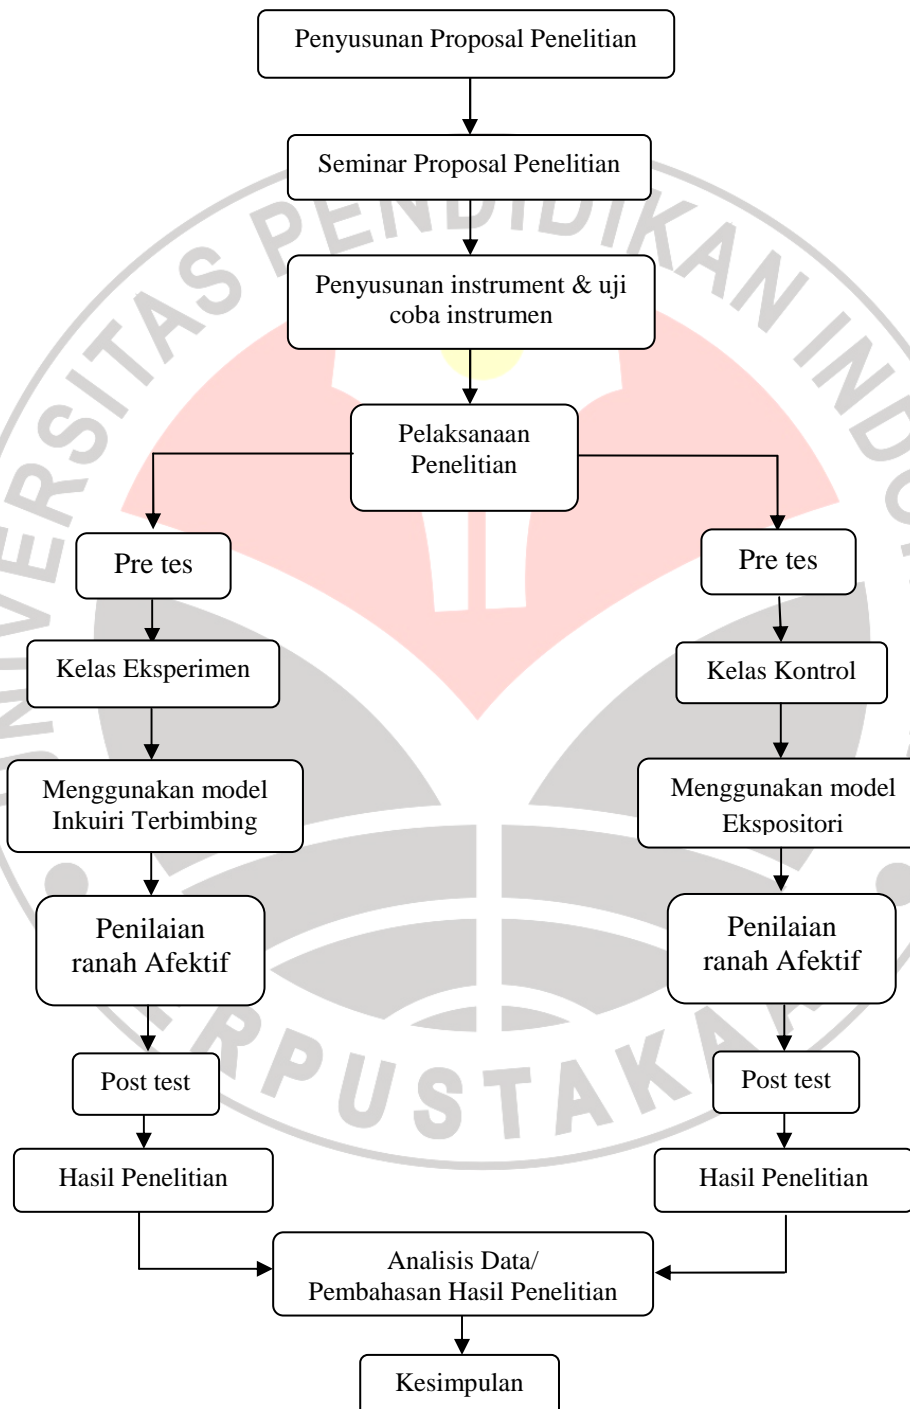 Penyusunan Proposal Penelitian
Seminar Proposal Penelitian
Penyusunan instrument & uji
coba instrumen
Pelaksanaan
Penelitian
Pre tes
Pre tes
Kelas Eksperimen
Kelas Kontrol
Menggunakan model
Inkuiri Terbimbing
Menggunakan model
Ekspositori
Penilaian
ranah Afektif
Penilaian
ranah Afektif
Post test
Post test
Hasil Penelitian
Hasil Penelitian
Analisis Data/
Pembahasan Hasil Penelitian
Kesimpulan